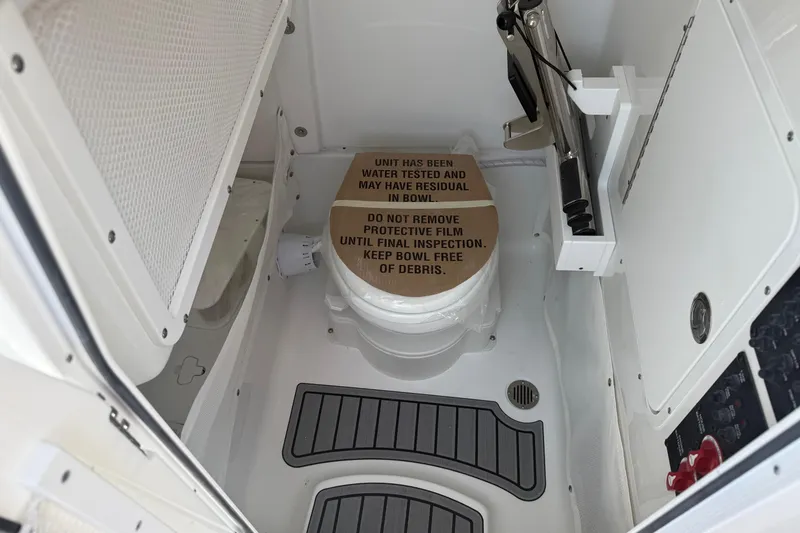 UNIT HAS BEEN
WATER TESTED AND
MAY HAVE RESIDUAL
IN BOWL.
DO NOT REMOVE
PROTECTIVE FILM
UNTIL FINAL INSPECTION.
KEEP BOWL FREE
OF DEBRIS.